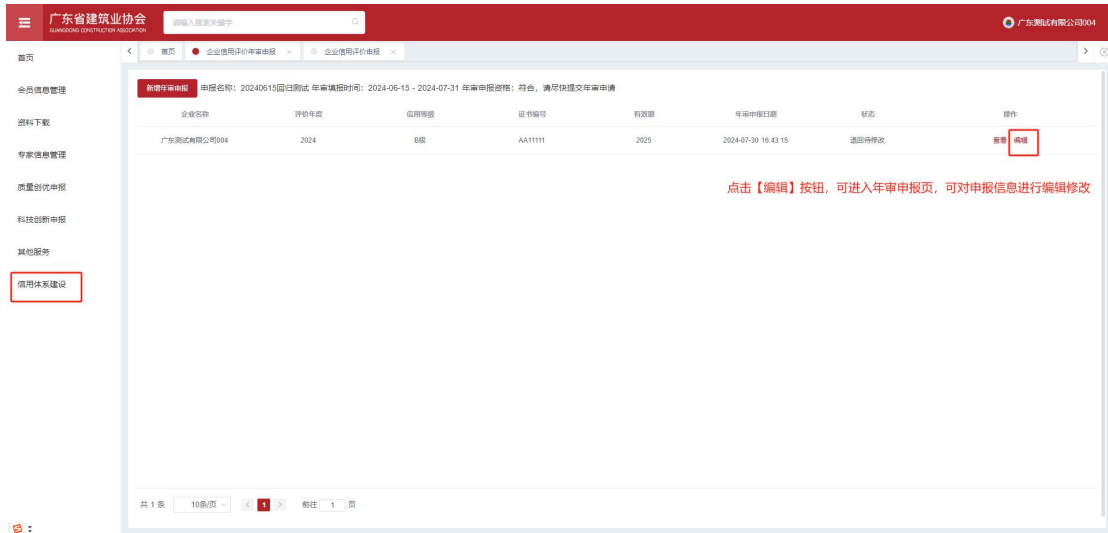 广东省建筑业协会
GUANGDONG CONSTRUCTION ASSOCIATION
请输入搜索关键字
广东测试有限公司004
首页
会员信息管理
资料下载
专家信息管理
质量创优申报
科技创新申报
其他服务
信用体系建设
首页 企业信用评价年审申报 × 企业信用评价申报 ×
新增年审申报 申报名称：20240615回归测试 年审填报时间：2024-06-15 - 2024-07-31 年审申报资格：符合，请尽快提交年审申请
企业名称 评价年度 信用等级 证书编号 有效期 年审申报日期 状态 操作
广东测试有限公司004 2024 B级 AA11111 2025 2024-07-30 16:43:15 退回待修改 查看 编辑
点击【编辑】按钮，可进入年审申报页，可对申报信息进行编辑修改
共 1 条 10条/页 < 1 > 前往 1 页